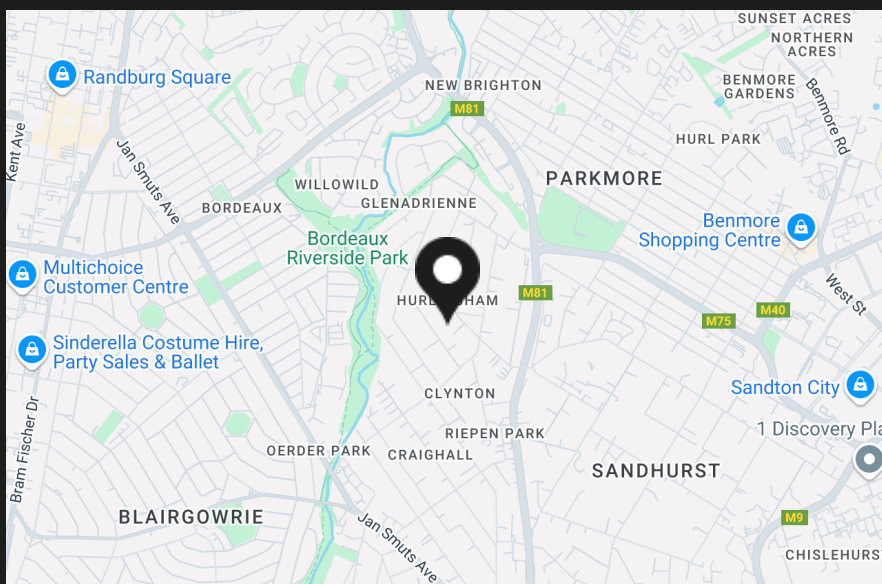 SUNSET ACRES
NORTHERN
ACRES
Randburg Square
NEW BRIGHTON
BENMORE
GARDENS
M81
Benmore Rd
Kent Ave
HURL PARK
Jan Smuts Ave
WILLOWILD
PARKMORE
BORDEAUX
GLENADRIENNE
Benmore
Shopping Centre
Bordeaux
Riverside Park
Multichoice
Customer Centre
M81
West St
M40
M75
Sinderella Costume Hire,
Party Sales & Ballet
Sandton City
CLYNTON
Bram Fischer Dr
1 Discovery Pla
RIEPEN PARK
OERDER PARK
CRAIGHALL
SANDHURST
BLAIRGOWRIE
M9
Jan Smuts Ave
CHISLEHURS